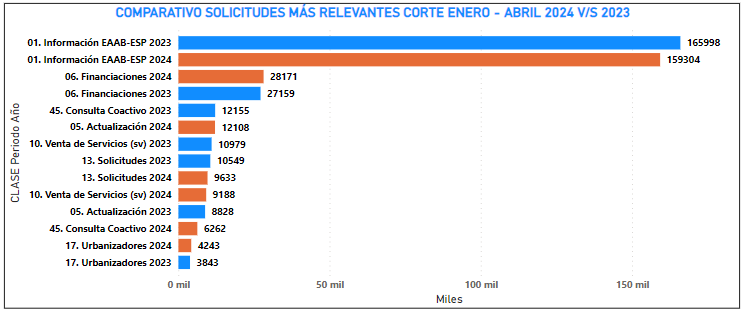 COMPARATIVO SOLICITUDES MÁS RELEVANTES CORTE ENERO - ABRIL 2024 V/S 2023
CLASE Periodo Año
01. Información EAAB-ESP 2023 165998
01. Información EAAB-ESP 2024 159304
06. Financiaciones 2024 28171
06. Financiaciones 2023 27159
45. Consulta Coactivo 2023 12155
05. Actualización 2024 12108
10. Venta de Servicios (sv) 2023 10979
13. Solicitudes 2023 10549
13. Solicitudes 2024 9633
10. Venta de Servicios (sv) 2024 9188
05. Actualización 2023 8828
45. Consulta Coactivo 2024 6262
17. Urbanizadores 2024 4243
17. Urbanizadores 2023 3843
0 mil 50 mil 100 mil 150 mil
Miles